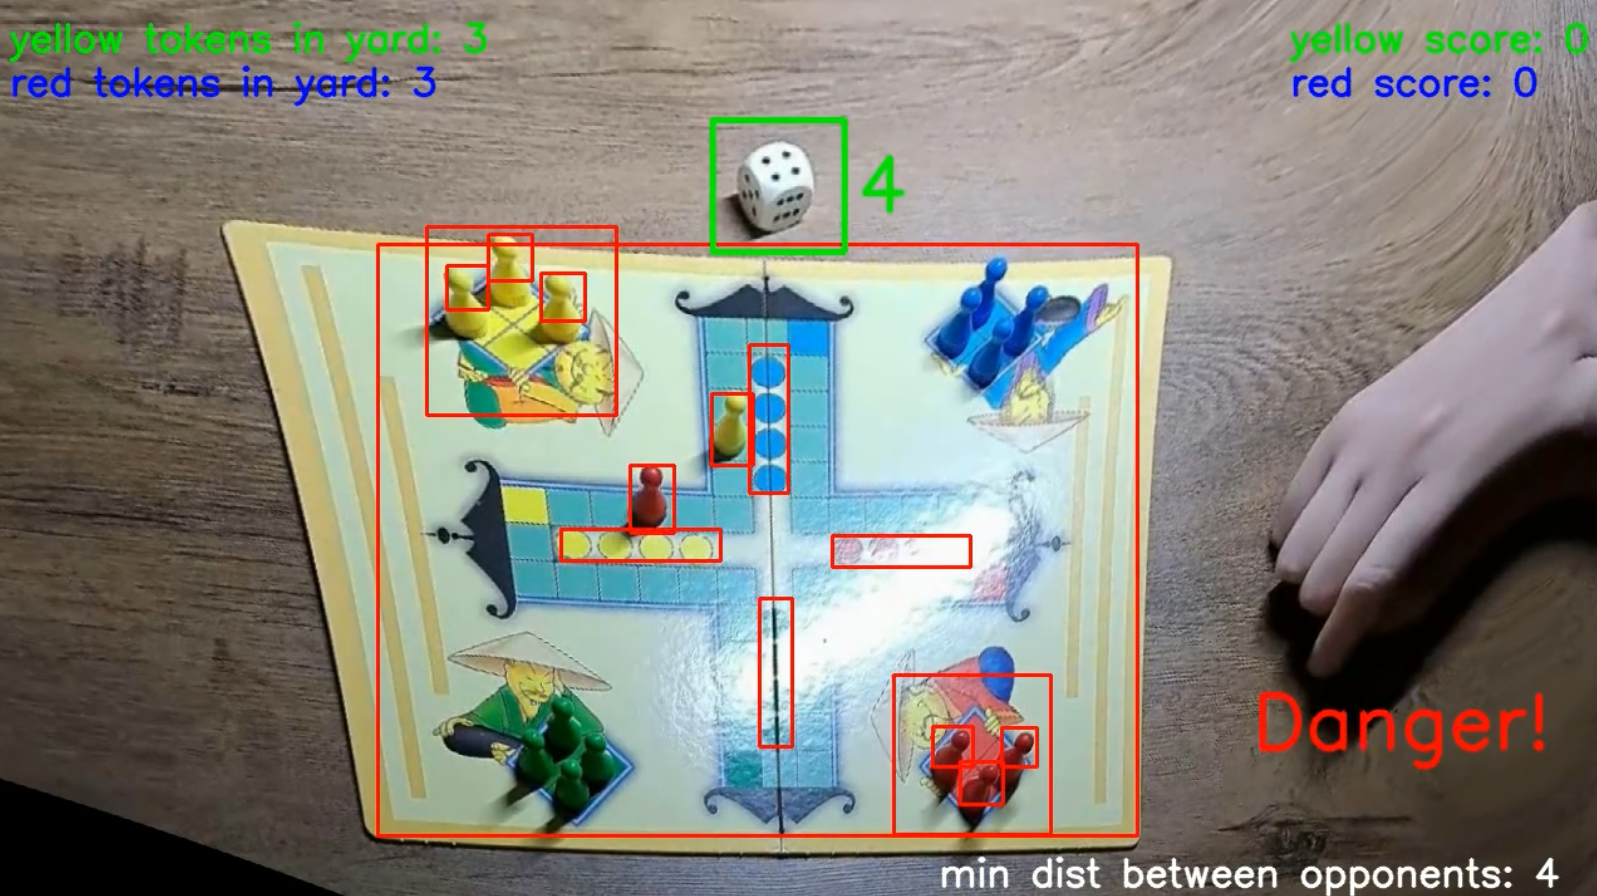 yellow tokens in yard: 3
red tokens in yard: 3
yellow score: 0
red score: 0
4
Danger!
min dist between opponents: 4